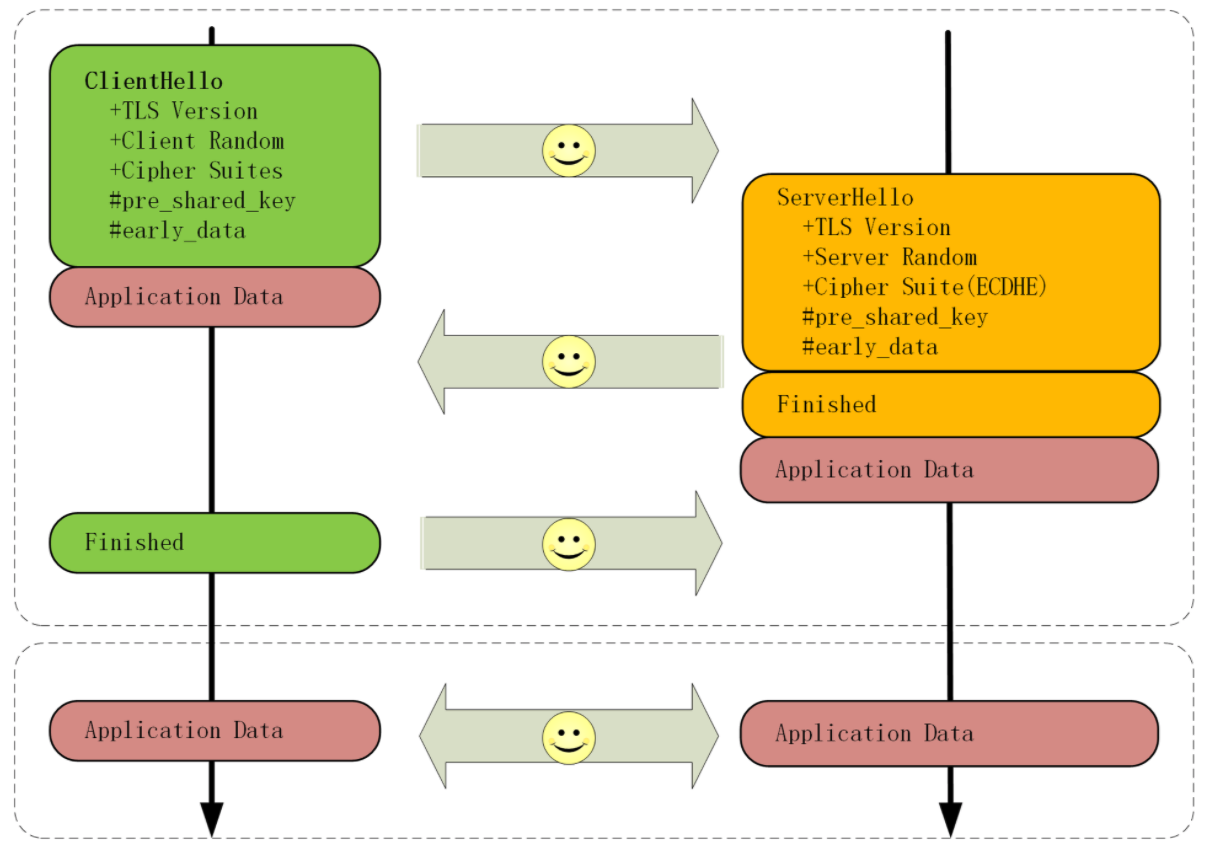 ClientHello
+TLS Version
+Client Random
+Cipher Suites
#pre_shared_key
#early_data
Application Data
ServerHello
+TLS Version
+Server Random
+Cipher Suite(ECDHE)
#pre_shared_key
#early_data
Finished
Application Data
Finished
Application Data
Application Data